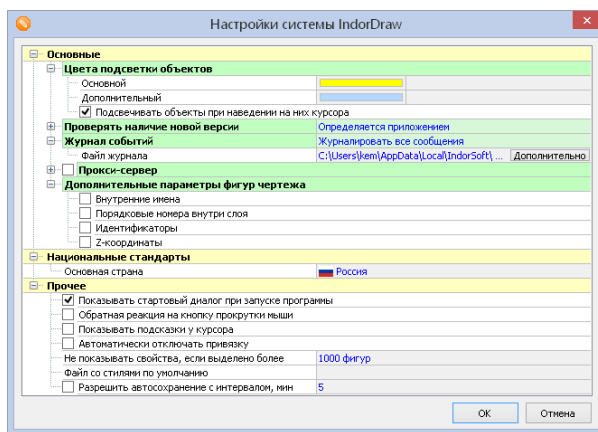 Настройки системы IndorDraw
Основные
Цвета подсветки объектов
Основной
Дополнительный
Подсвечивать объекты при наведении на них курсора
Проверять наличие новой версии Определяется приложением
Журнал событий Журналировать все сообщения
Файл журнала C:\Users\kem\AppData\Local\IndorSoft\ ... Дополнительно
Прокси-сервер
Дополнительные параметры фигур чертежа
Внутренние имена
Порядковые номера внутри слоя
Идентификаторы
Z-координаты
Национальные стандарты
Основная страна Россия
Прочее
Показывать стартовый диалог при запуске программы
Обратная реакция на кнопку прокрутки мыши
Показывать подсказки у курсора
Автоматически отключать привязку
Не показывать свойства, если выделено более 1000 фигур
Файл со стилями по умолчанию
Разрешить автосохранение с интервалом, мин 5
OK Отмена